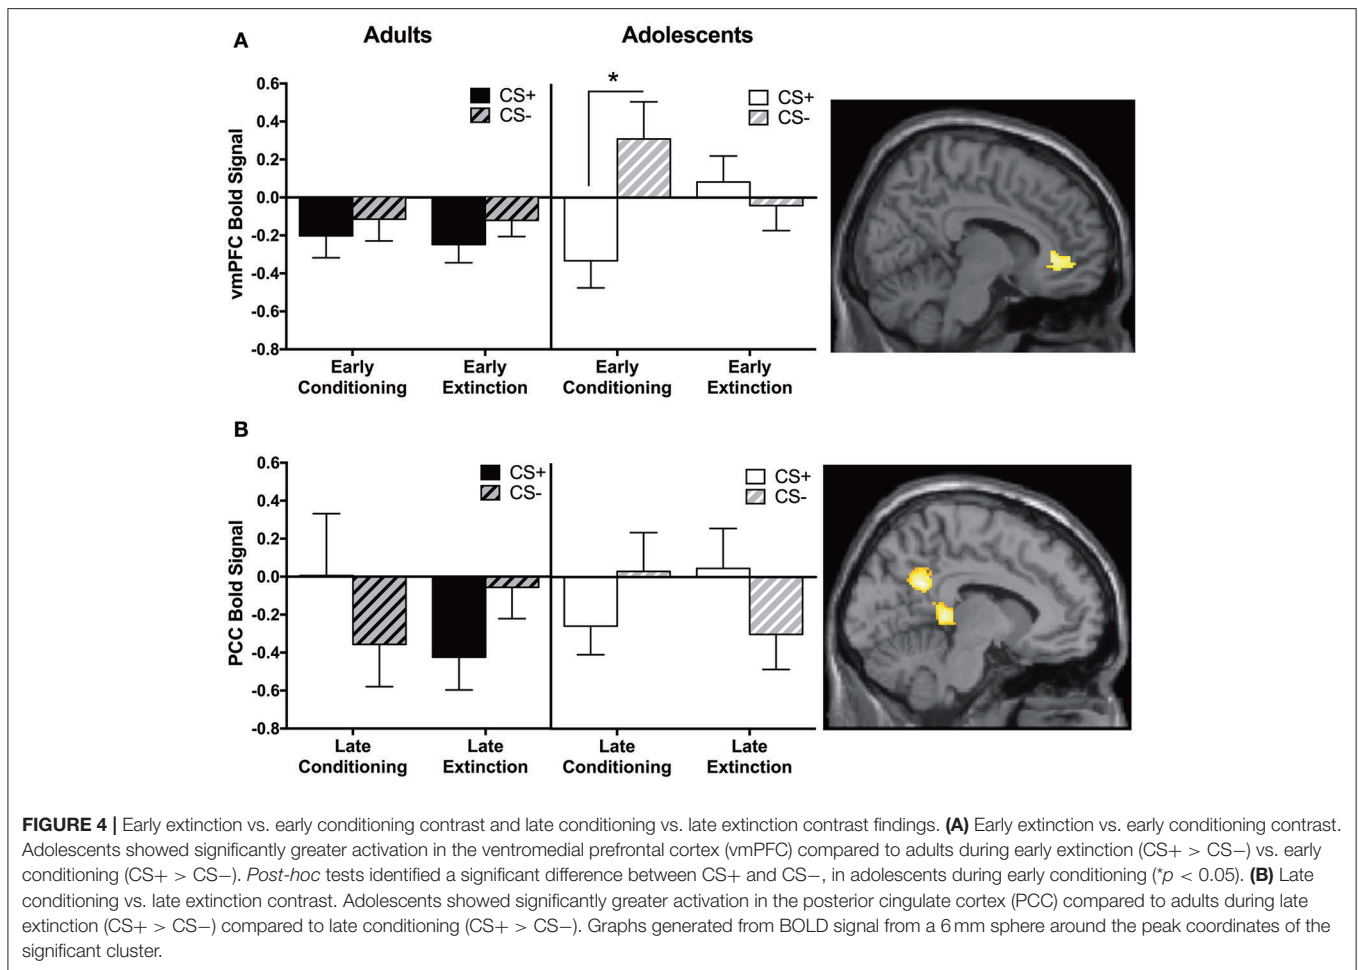 Adults Adolescents
A
0.6
0.4
0.2
0.0
-0.2
-0.4
-0.6
-0.8
vmPFC Bold Signal
CS+
CS-
*
CS+
CS-
Early Conditioning
Early Extinction
Early Conditioning
Early Extinction
B
0.6
0.4
0.2
0.0
-0.2
-0.4
-0.6
-0.8
PCC Bold Signal
CS+
CS-
CS+
CS-
Late Conditioning
Late Extinction
Late Conditioning
Late Extinction
FIGURE 4 | Early extinction vs. early conditioning contrast and late conditioning vs. late extinction contrast findings. (A) Early extinction vs. early conditioning contrast.
Adolescents showed significantly greater activation in the ventromedial prefrontal cortex (vmPFC) compared to adults during early extinction (CS+ > CS−) vs. early
conditioning (CS+ > CS−). Post-hoc tests identified a significant difference between CS+ and CS−, in adolescents during early conditioning (*p < 0.05). (B) Late
conditioning vs. late extinction contrast. Adolescents showed significantly greater activation in the posterior cingulate cortex (PCC) compared to adults during late
extinction (CS+ > CS−) compared to late conditioning (CS+ > CS−). Graphs generated from BOLD signal from a 6 mm sphere around the peak coordinates of the
significant cluster.